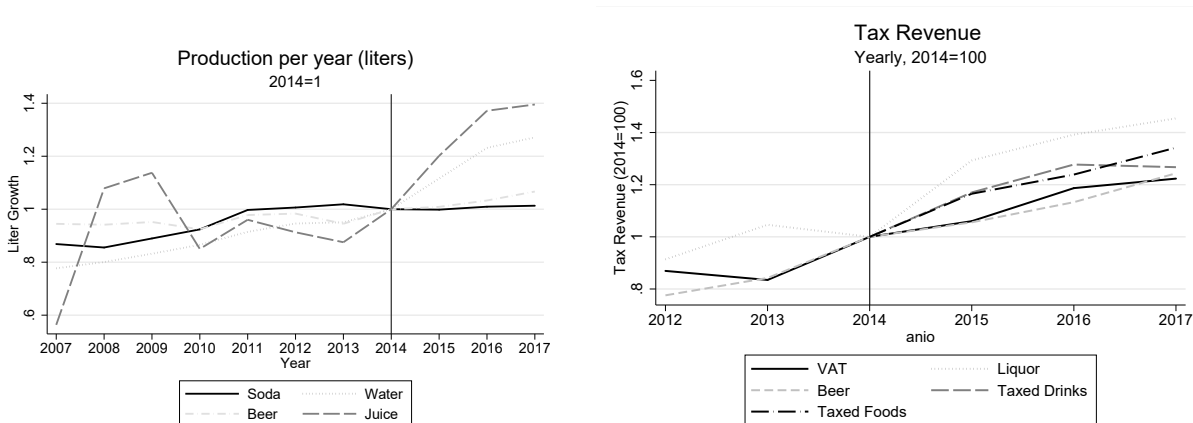 Production per year (liters)
2014=1
Liter Growth
1.4
1.2
1
.8
.6
2007 2008 2009 2010 2011 2012 2013 2014 2015 2016 2017
Year
Soda Water
Beer Juice
Tax Revenue
Yearly, 2014=100
Tax Revenue (2014=100)
1.6
1.4
1.2
1
.8
2012 2013 2014 2015 2016 2017
anio
VAT Liquor
Beer Taxed Drinks
Taxed Foods